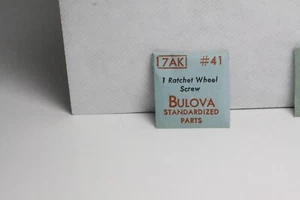 7AK #41
1 Ratchet Wheel
Screw
BULOVA
STANDARDIZED
PARTS